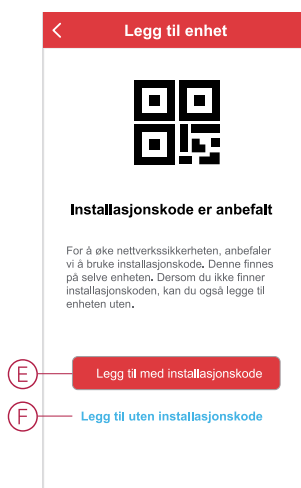 Legg til enhet
Installasjonskode er anbefalt
For å øke nettverkssikkerheten, anbefaler
vi å bruke installasjonskode. Denne finnes
på selve enheten. Dersom du ikke finner
installasjonskoden, kan du også legge til
enheten uten.
E
Legg til med installasjonskode
F
Legg til uten installasjonskode